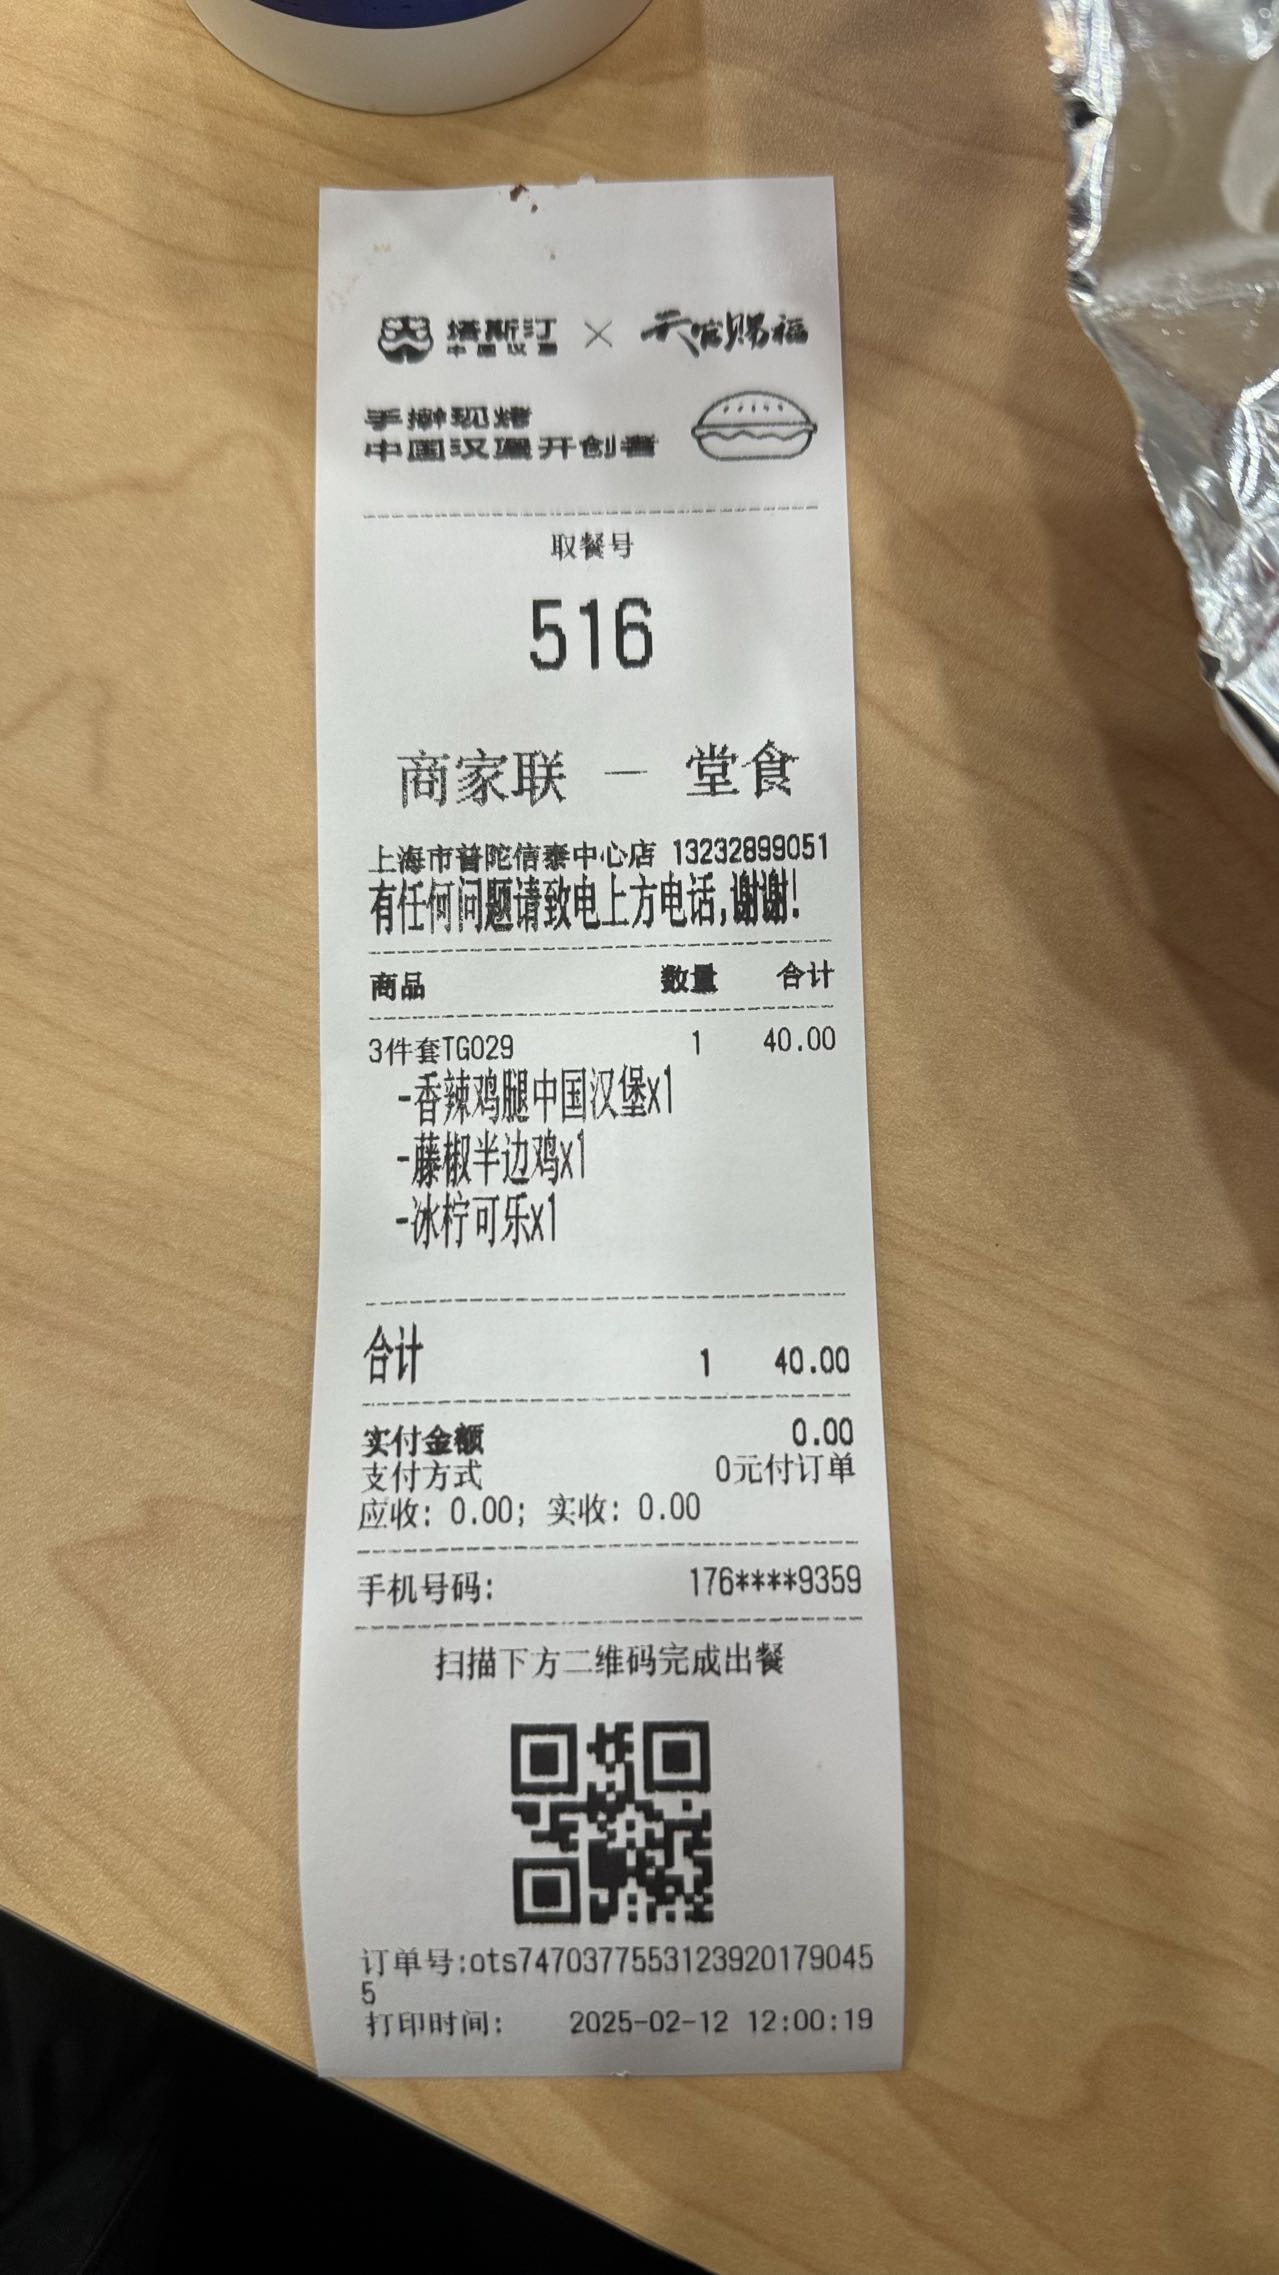 塔斯汀 × 天官赐福
中国汉堡
手擀现烤
中国汉堡开创者
取餐号
516
商家联 — 堂食
上海市普陀信泰中心店 13232899051
有任何问题请致电上方电话,谢谢!
商品 数量 合计
3件套TG029 1 40.00
-香辣鸡腿中国汉堡x1
-藤椒半边鸡x1
-冰柠可乐x1
合计 1 40.00
实付金额 0.00
支付方式 0元付订单
应收: 0.00; 实收: 0.00
手机号码: 176****9359
扫描下方二维码完成出餐
订单号:ots7470377553123920179045
5
打印时间: 2025-02-12 12:00:19